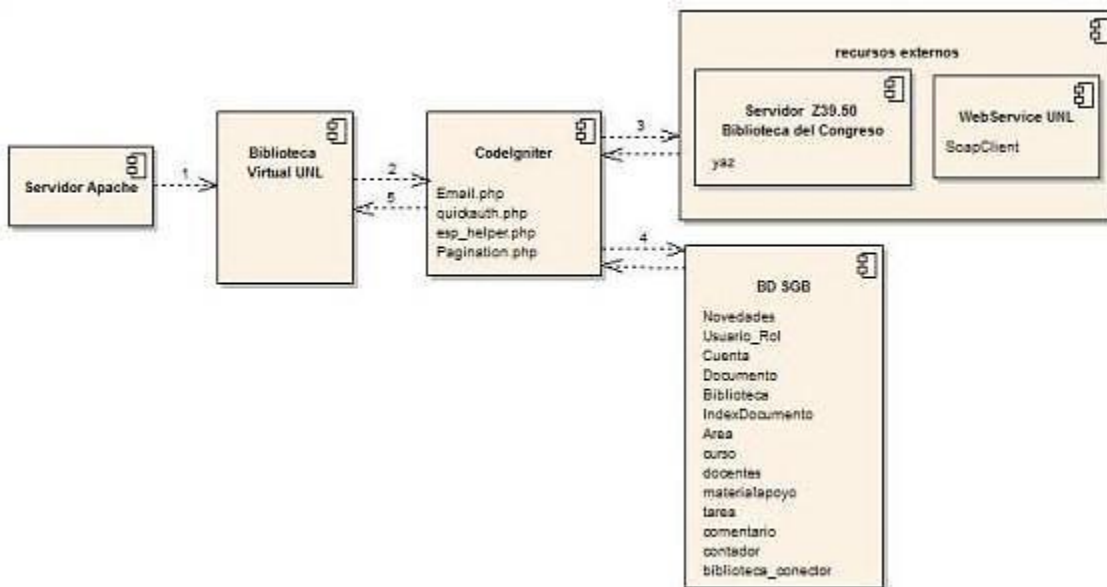 Servidor Apache
1
Biblioteca
Virtual UNL
2
5
CodeIgniter
Email.php
quickauth.php
esp_helper.php
Pagination.php
3
4
recursos externos
Servidor Z39.50
Biblioteca del Congreso
yaz
WebService UNL
SoapClient
BD SGB
Novedades
Usuario_Rol
Cuenta
Documento
Biblioteca
IndexDocumento
Area
curso
docentes
materialapoyo
tarea
comentario
contador
biblioteca_conector